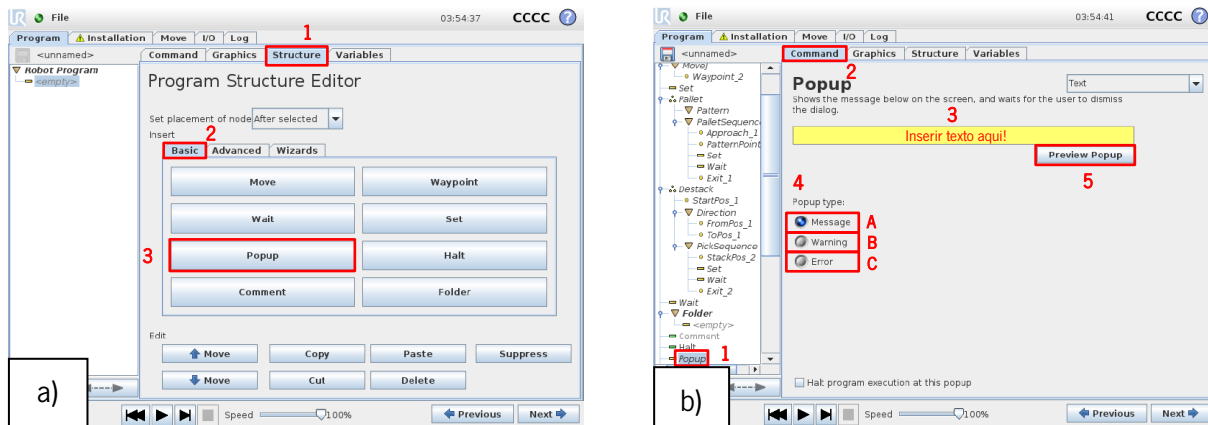 UR File 03:54:37 CCCC ?
Program Installation Move I/O Log
1
<unnamed> Command Graphics Structure Variables
Robot Program
<empty>
Program Structure Editor
Set placement of node After selected
Insert
2
Basic Advanced Wizards
Move Waypoint
Wait Set
3 Popup Halt
Comment Folder
Edit
Move Copy Paste Suppress
Move Cut Delete
a)
Speed 100% Previous Next
UR File 03:54:41 CCCC ?
Program Installation Move I/O Log
<unnamed> Command Graphics Structure Variables
2
MoveJ
Waypoint_2
Set
Pallet
Pattern
PalletSequenc
Approach_1
PatternPoint
Set
Wait
Exit_1
Destack
StartPos_1
Direction
FromPos_1
ToPos_1
PickSequence
StackPos_2
Set
Wait
Exit_2
Wait
Folder
<empty>
Comment
Halt
Popup 1
Popup Text
Shows the message below on the screen, and waits for the user to dismiss
the dialog.
3
Inserir texto aqui!
Preview Popup
5
4
Popup type:
Message A
Warning B
Error C
Halt program execution at this popup
b)
Speed 100% Previous Next